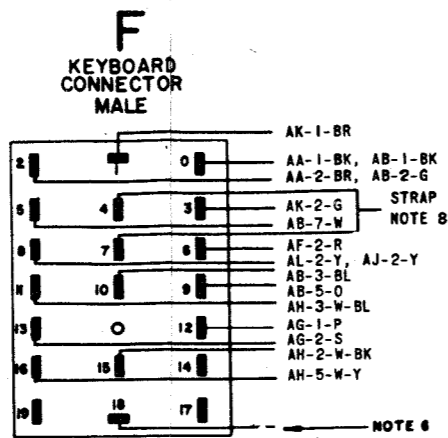 F
KEYBOARD
CONNECTOR
MALE
AK-1-BR
2 0 AA-1-BK, AB-1-BK
AA-2-BR, AB-2-G
5 4 3 AK-2-G
STRAP
NOTE 8
AB-7-W
8 7 6 AF-2-R
AL-2-Y, AJ-2-Y
AB-3-BL
11 10 9 AB-5-O
AH-3-W-BL
13 12 AG-1-P
AG-2-S
AH-2-W-BK
16 15 14
AH-5-W-Y
19 18 17
NOTE 6